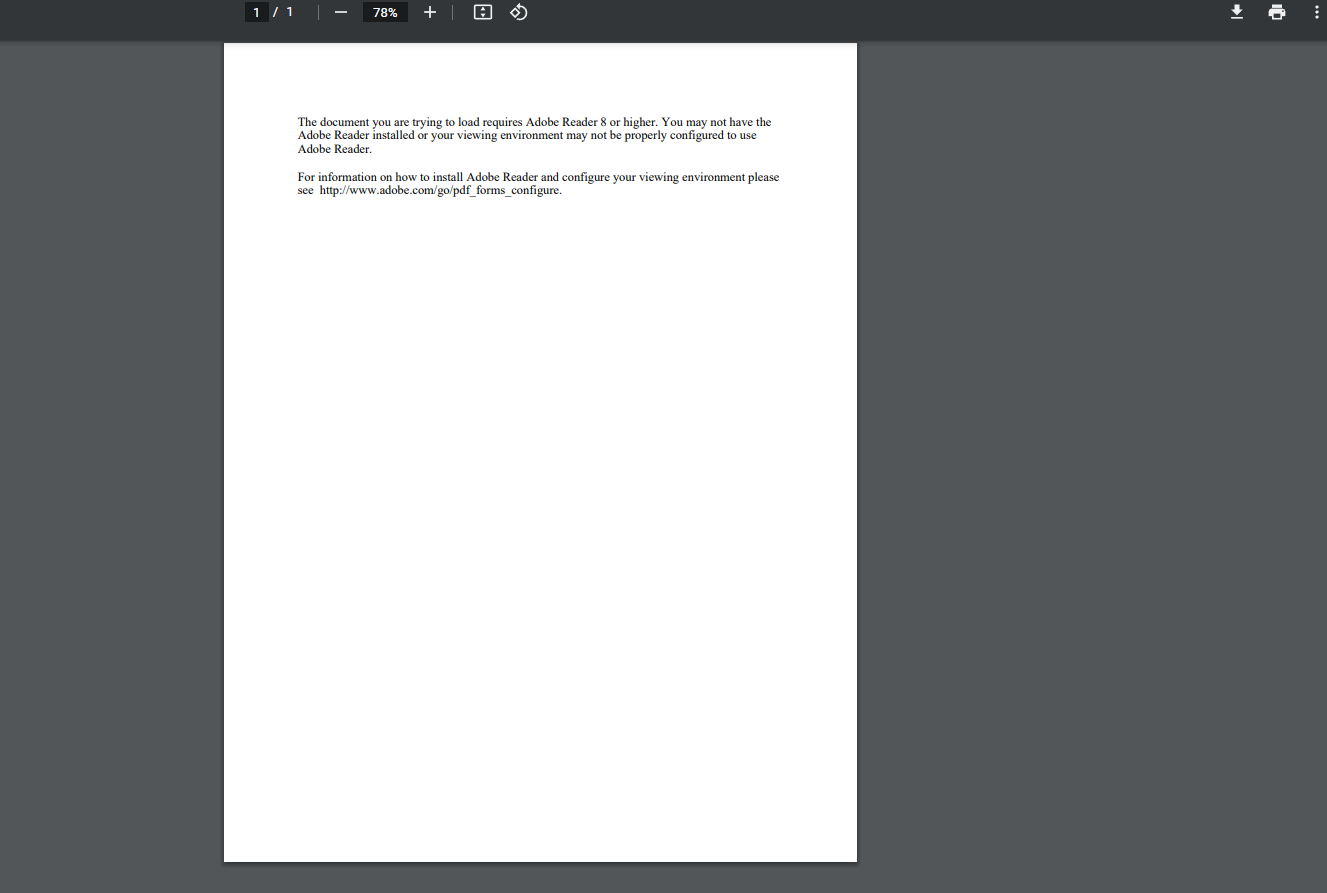 1 / 1 78%
The document you are trying to load requires Adobe Reader 8 or higher. You may not have the
Adobe Reader installed or your viewing environment may not be properly configured to use
Adobe Reader.
For information on how to install Adobe Reader and configure your viewing environment please
see  http://www.adobe.com/go/pdf_forms_configure.